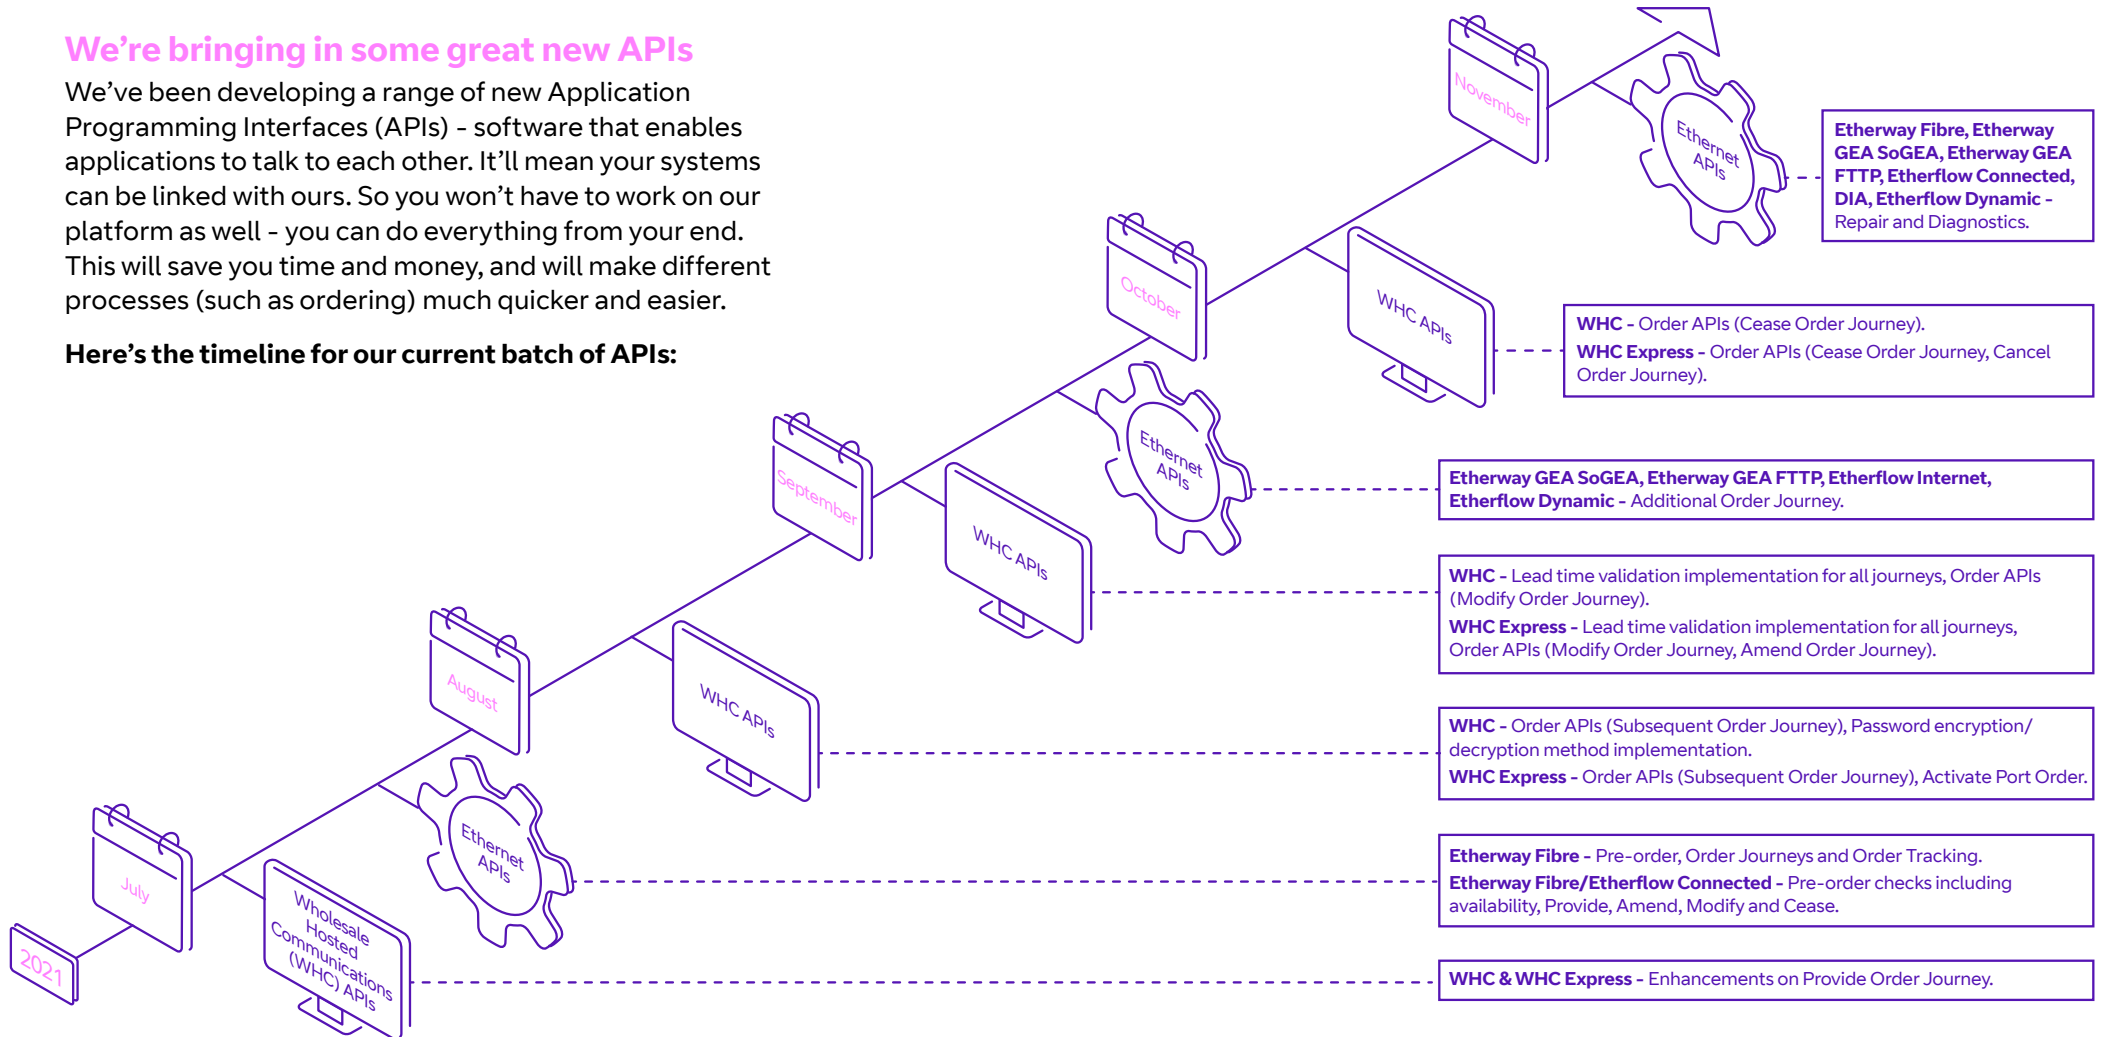 We're bringing in some great new APIs
We've been developing a range of new Application
Programming Interfaces (APIs) - software that enables
applications to talk to each other. It'll mean your systems
can be linked with ours. So you won't have to work on our
platform as well - you can do everything from your end.
This will save you time and money, and will make different
processes (such as ordering) much quicker and easier.
Here's the timeline for our current batch of APIs:
November
Ethernet
APIs
Etherway Fibre, Etherway
GEA SoGEA, Etherway GEA
FTTP, Etherflow Connected,
DIA, Etherflow Dynamic -
Repair and Diagnostics.
October
WHC APIs
WHC - Order APIs (Cease Order Journey).
WHC Express - Order APIs (Cease Order Journey, Cancel
Order Journey).
Ethernet
APIs
Etherway GEA SoGEA, Etherway GEA FTTP, Etherflow Internet,
Etherflow Dynamic - Additional Order Journey.
September
WHC APIs
WHC - Lead time validation implementation for all journeys, Order APIs
(Modify Order Journey).
WHC Express - Lead time validation implementation for all journeys,
Order APIs (Modify Order Journey, Amend Order Journey).
August
WHC APIs
WHC - Order APIs (Subsequent Order Journey), Password encryption/
decryption method implementation.
WHC Express - Order APIs (Subsequent Order Journey), Activate Port Order.
Ethernet
APIs
Etherway Fibre - Pre-order, Order Journeys and Order Tracking.
Etherway Fibre/Etherflow Connected - Pre-order checks including
availability, Provide, Amend, Modify and Cease.
July
Wholesale
Hosted
Communications
(WHC) APIs
WHC & WHC Express - Enhancements on Provide Order Journey.
2021